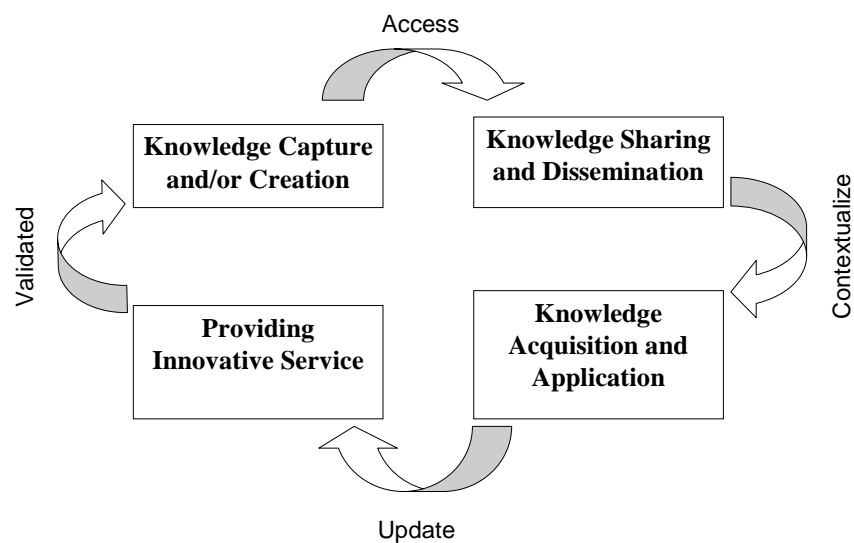 Access
Knowledge Capture
and/or Creation
Knowledge Sharing
and Dissemination
Validated
Contextualize
Providing
Innovative Service
Knowledge
Acquisition and
Application
Update